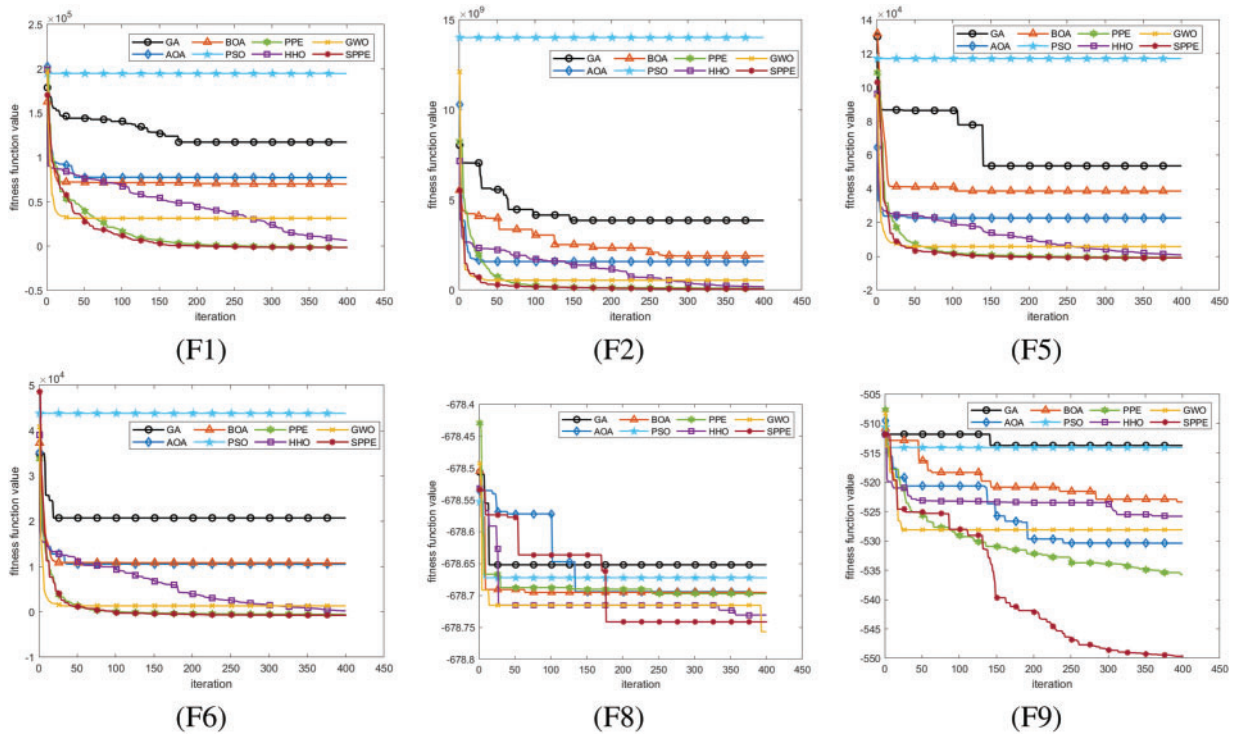 ×10^5
2.5
2
1.5
1
0.5
0
-0.5
fitness function value
GA BOA PPE GWO
AOA PSO HHO SPPE
0 50 100 150 200 250 300 350 400 450
iteration
(F1)
×10^9
15
10
5
0
fitness function value
GA BOA PPE GWO
AOA PSO HHO SPPE
0 50 100 150 200 250 300 350 400 450
iteration
(F2)
×10^4
14
12
10
8
6
4
2
0
-2
fitness function value
GA BOA PPE GWO
AOA PSO HHO SPPE
0 50 100 150 200 250 300 350 400 450
iteration
(F5)
×10^4
5
4
3
2
1
0
-1
fitness function value
GA BOA PPE GWO
AOA PSO HHO SPPE
0 50 100 150 200 250 300 350 400 450
iteration
(F6)
-678.4
-678.45
-678.5
-678.55
-678.6
-678.65
-678.7
-678.75
-678.8
fitness function value
GA BOA PPE GWO
AOA PSO HHO SPPE
0 50 100 150 200 250 300 350 400 450
iteration
(F8)
-505
-510
-515
-520
-525
-530
-535
-540
-545
-550
fitness function value
GA BOA PPE GWO
AOA PSO HHO SPPE
0 50 100 150 200 250 300 350 400 450
iteration
(F9)